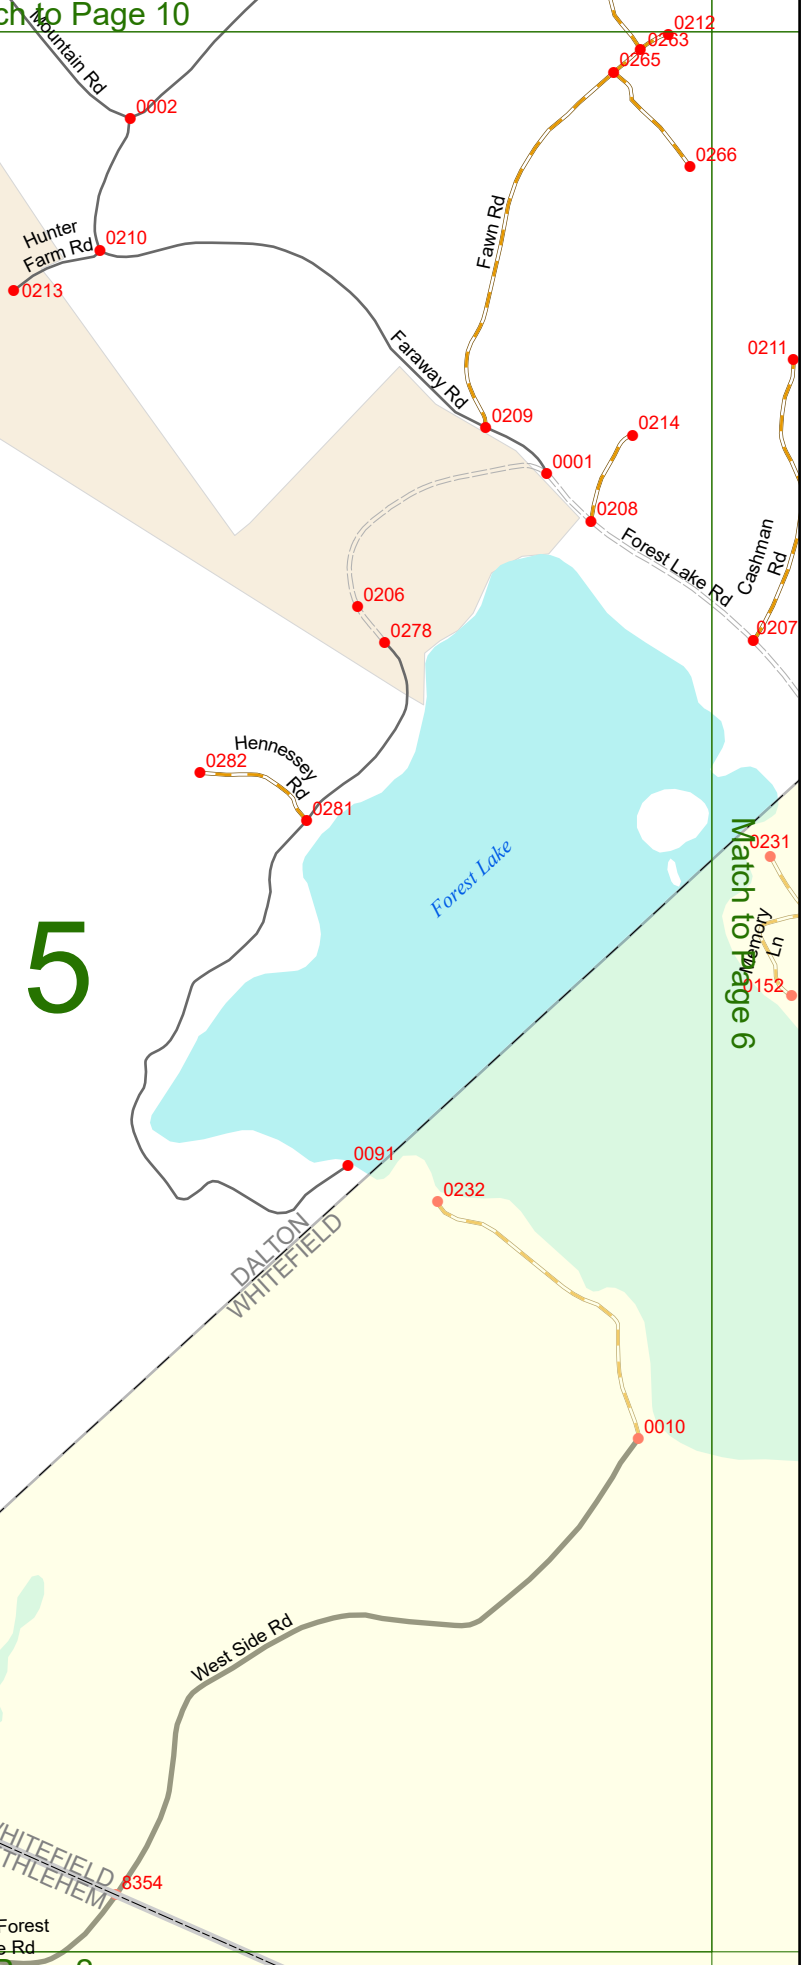 ch to Page 10
Mountain Rd
0212
0263
0265
0002
0266
Fawn Rd
Hunter
Farm Rd
0210
0213
0211
Faraway Rd
0209
0214
0001
0208
Forest Lake Rd
Cashman
Rd
0206
0207
0278
Hennessey
Rd
0282
0281
Match to Page 6
0231
Forest Lake
Memory
Ln
5
0152
0091
0232
DALTON
WHITEFIELD
0010
West Side Rd
HITEFIELD
THLEHEM
8354
Forest
e Rd